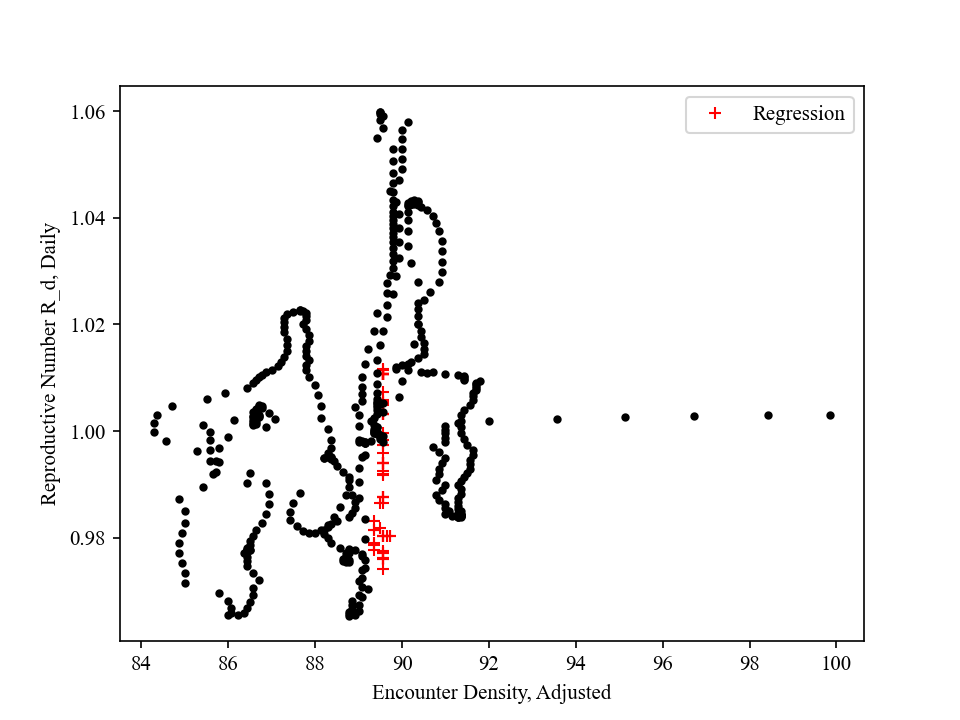 Regression
1.06
1.04
1.02
1.00
0.98
Reproductive Number R_d, Daily
84 86 88 90 92 94 96 98 100
Encounter Density, Adjusted